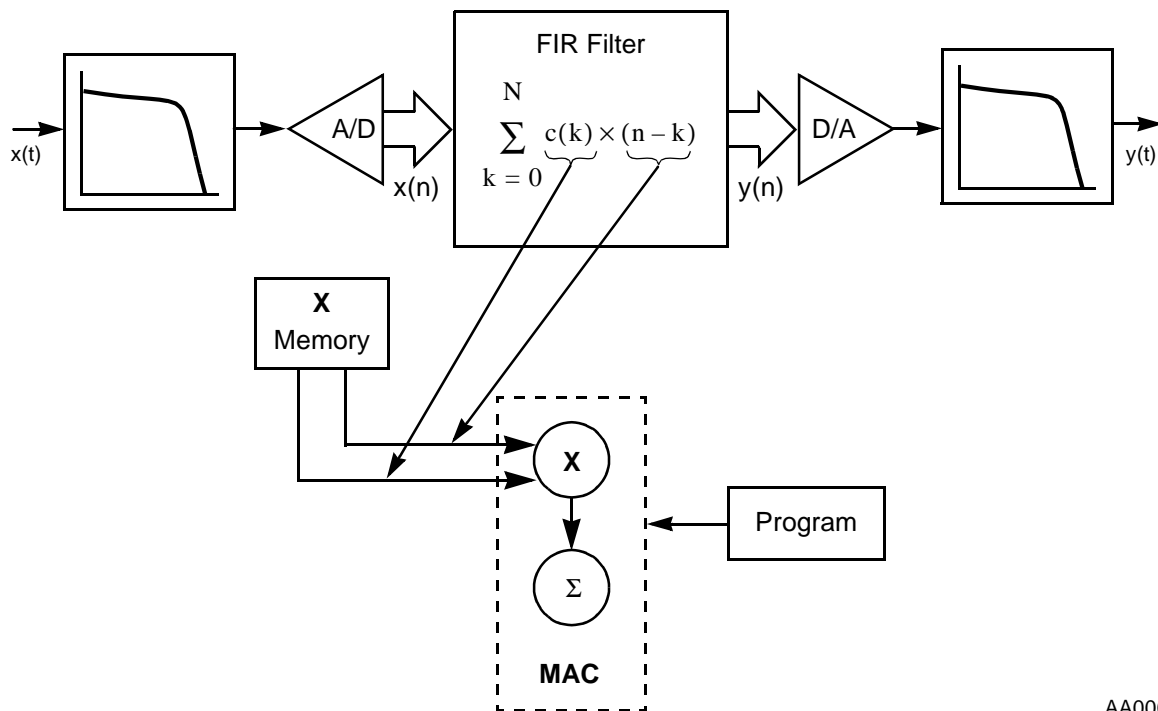 FIR Filter
N
∑ c(k) × (n – k)
k = 0
x(t)
A/D
x(n)
y(n)
D/A
y(t)
X
Memory
X
Program
Σ
MAC